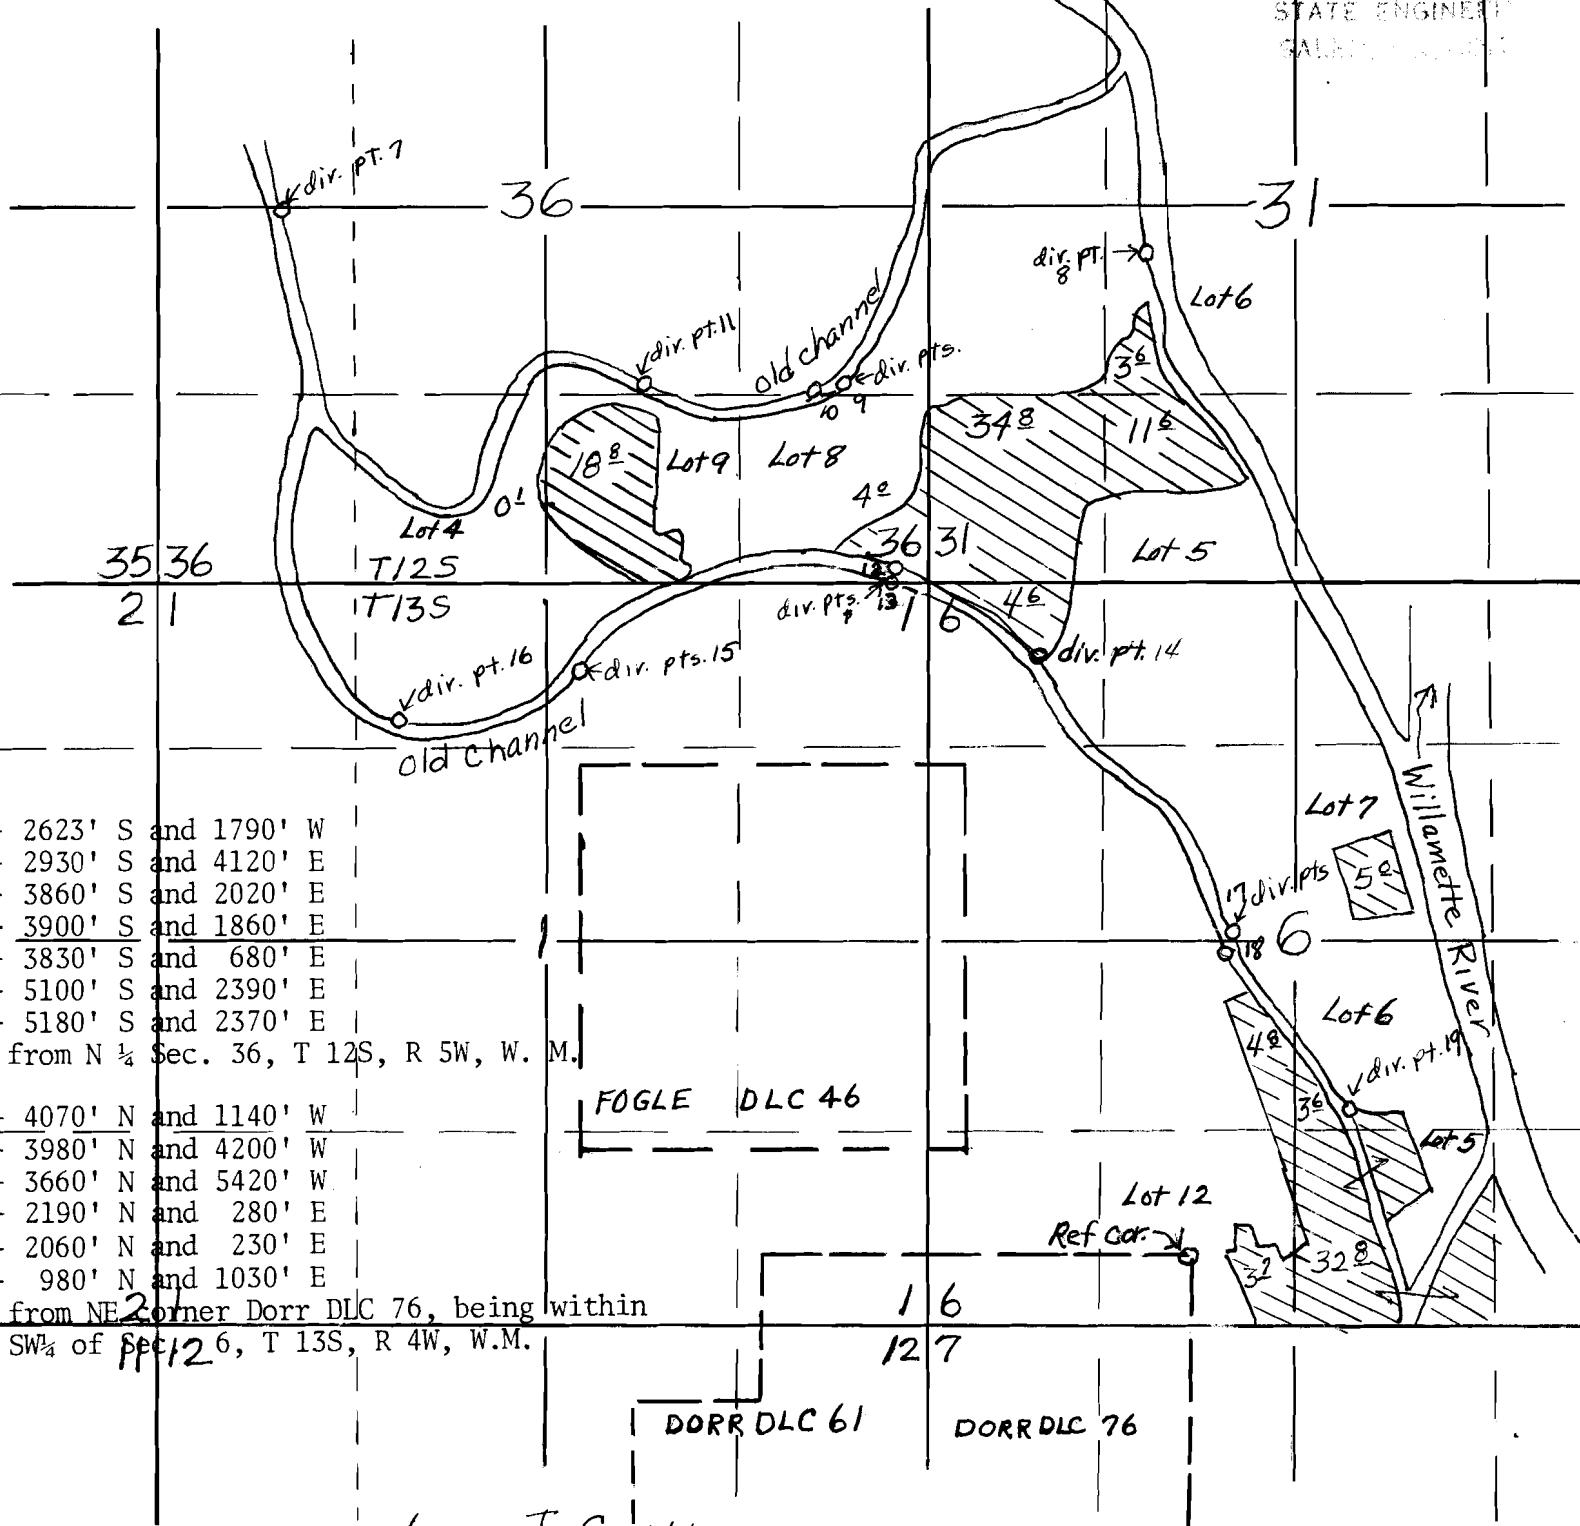 STATE ENGINEER
dir. pt. 7
36
31
dir. pt. 8
Lot 6
dir. pt. 11
Old channel
dir. pts.
10 9
3 6
34 8
11 6
18 8
Lot 9
Lot 8
4 0
1
Lot 4
35 36
T12S
36 31
Lot 5
2 1
T13S
12
dir. pts.
13
1 6
4 6
dir. pt. 14
dir. pt. 16
dir. pts. 15
Old Channel
Willamette River
Lot 7
5 0
- 2623' S and 1790' W
- 2930' S and 4120' E
- 3860' S and 2020' E
- 3900' S and 1860' E
- 3830' S and 680' E
- 5100' S and 2390' E
- 5180' S and 2370' E
from N ¼ Sec. 36, T 12S, R 5W, W. M.
17 dir. pts
18
1
6
Lot 6
4 8
dir. pt. 19
3 6
FOGLE DLC 46
- 4070' N and 1140' W
- 3980' N and 4200' W
- 3660' N and 5420' W
- 2190' N and 280' E
- 2060' N and 230' E
- 980' N and 1030' E
from NE corner Dorr DLC 76, being within
SW¼ of Sec. 6, T 13S, R 4W, W.M.
Lot 5
Lot 12
Ref cor.
32 8
2 1
11 12
1 6
12 7
DORR DLC 61
DORR DLC 76